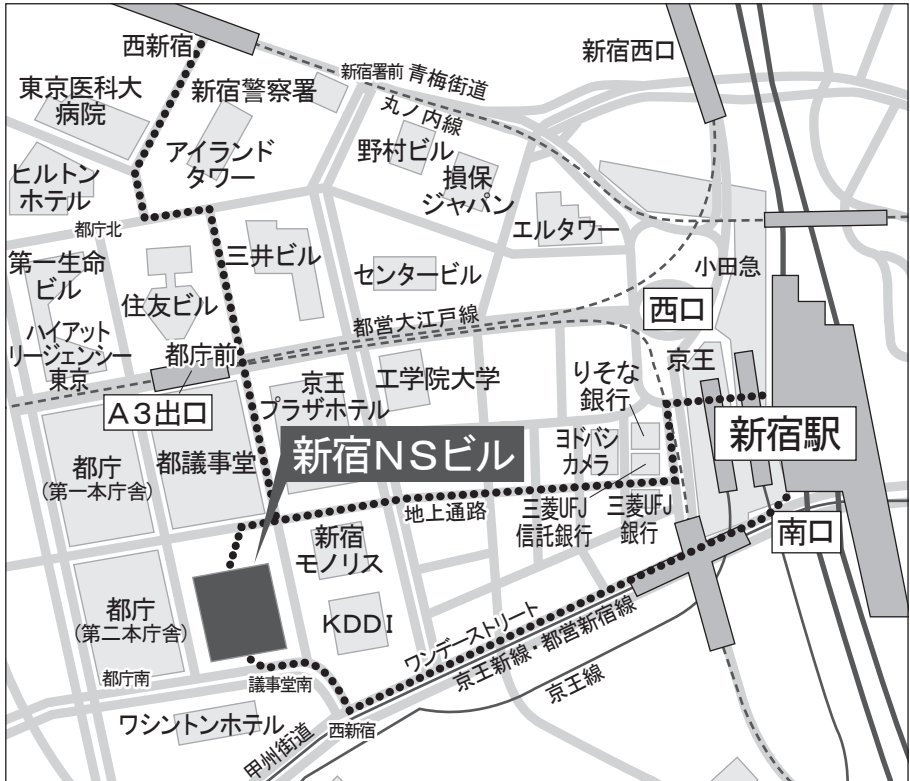 西新宿
新宿西口
東京医科大
病院
新宿警察署
新宿署前
青梅街道
丸ノ内線
アイランド
タワー
野村ビル
損保
ジャパン
ヒルトン
ホテル
都庁北
エルタワー
三井ビル
センタービル
小田急
第一生命
ビル
住友ビル
西口
都営大江戸線
ハイアット
リージェンシー
東京
都庁前
京王
プラザホテル
工学院大学
りそな
銀行
京王
A3出口
新宿駅
ヨドバシ
カメラ
都庁
(第一本庁舎)
都議事堂
新宿NSビル
地上通路
三菱UFJ
信託銀行
三菱UFJ
銀行
南口
新宿
モノリス
都庁
(第二本庁舎)
KDDI
ワンデーストリート
京王新線・都営新宿線
京王線
都庁南
議事堂南
ワシントンホテル
西新宿
甲州街道